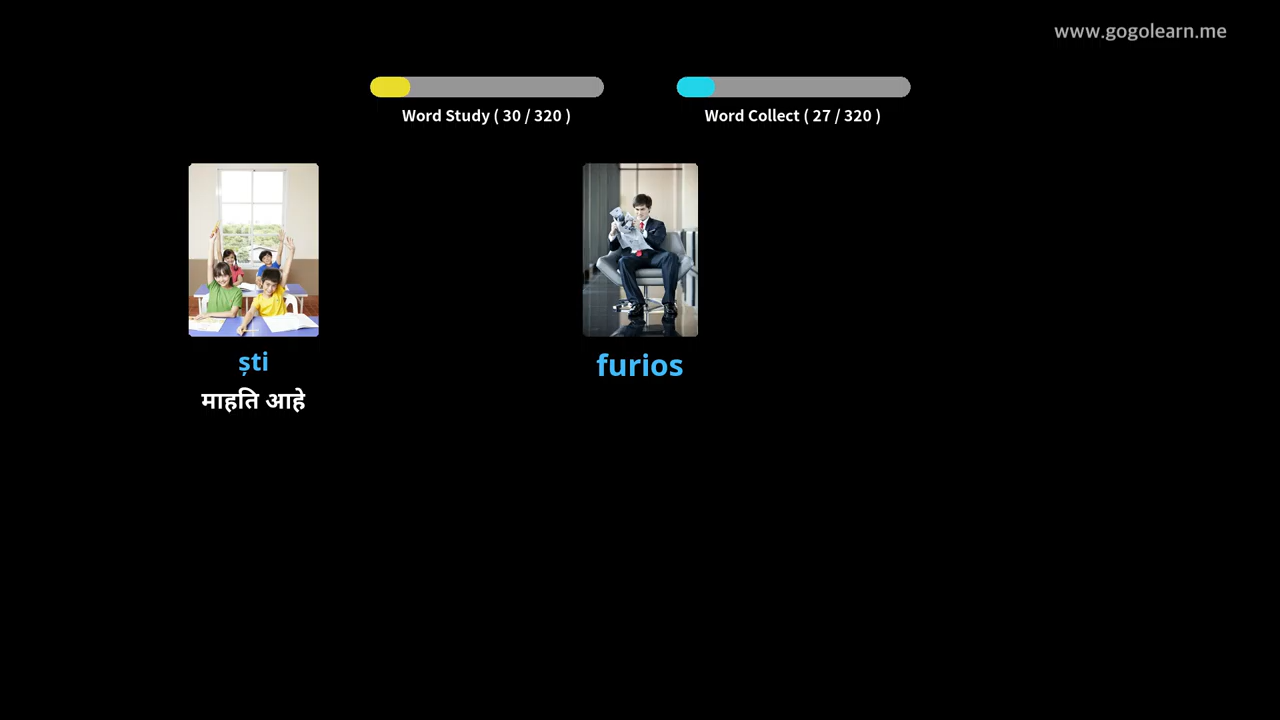 www.gogolearn.me
Word Study ( 30 / 320 )
Word Collect ( 27 / 320 )
ști
माहिती आहे
furios